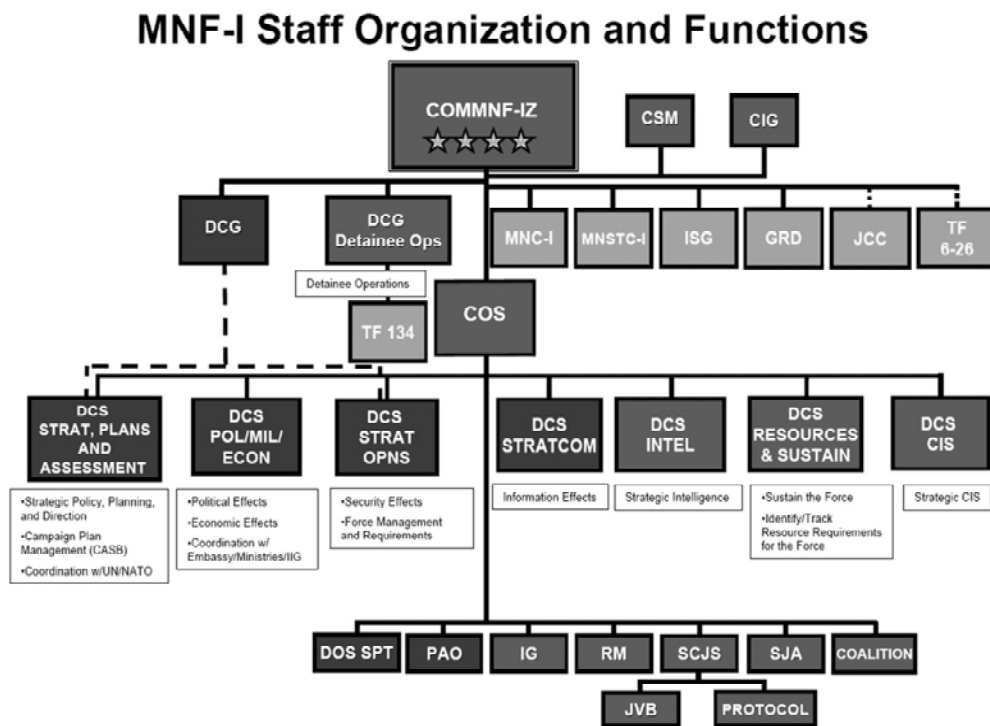 MNF-I Staff Organization and Functions
COMMNF-IZ
CSM
CIG
DCG
DCG
Detainee Ops
MNC-I
MNSTC-I
ISG
GRD
JCC
TF
6-26
Detainee Operations
TF 134
COS
DCS
STRAT, PLANS
AND
ASSESSMENT
DCS
POL/MIL/
ECON
DCS
STRAT
OPNS
DCS
STRATCOM
DCS
INTEL
DCS
RESOURCES
& SUSTAIN
DCS
CIS
•Strategic Policy, Planning,
and Direction
•Campaign Plan
Management (CASB)
•Coordination w/UN/NATO
•Political Effects
•Economic Effects
•Coordination w/
Embassy/Ministries/IIG
•Security Effects
•Force Management
and Requirements
Information Effects
Strategic Intelligence
•Sustain the Force
•Identify/Track
Resource Requirements
for the Force
Strategic CIS
DOS SPT
PAO
IG
RM
SCJS
SJA
COALITION
JVB
PROTOCOL